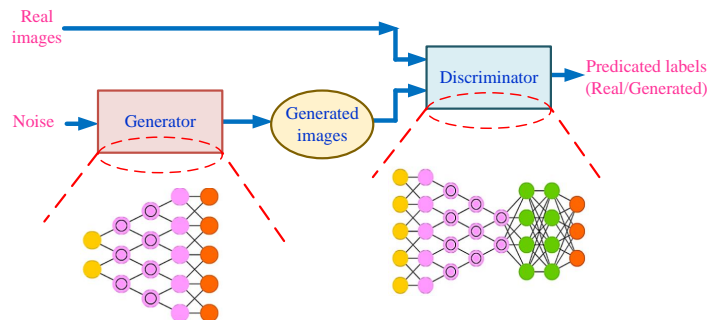 Real
images
Discriminator
Predicated labels
(Real/Generated)
Noise
Generator
Generated
images